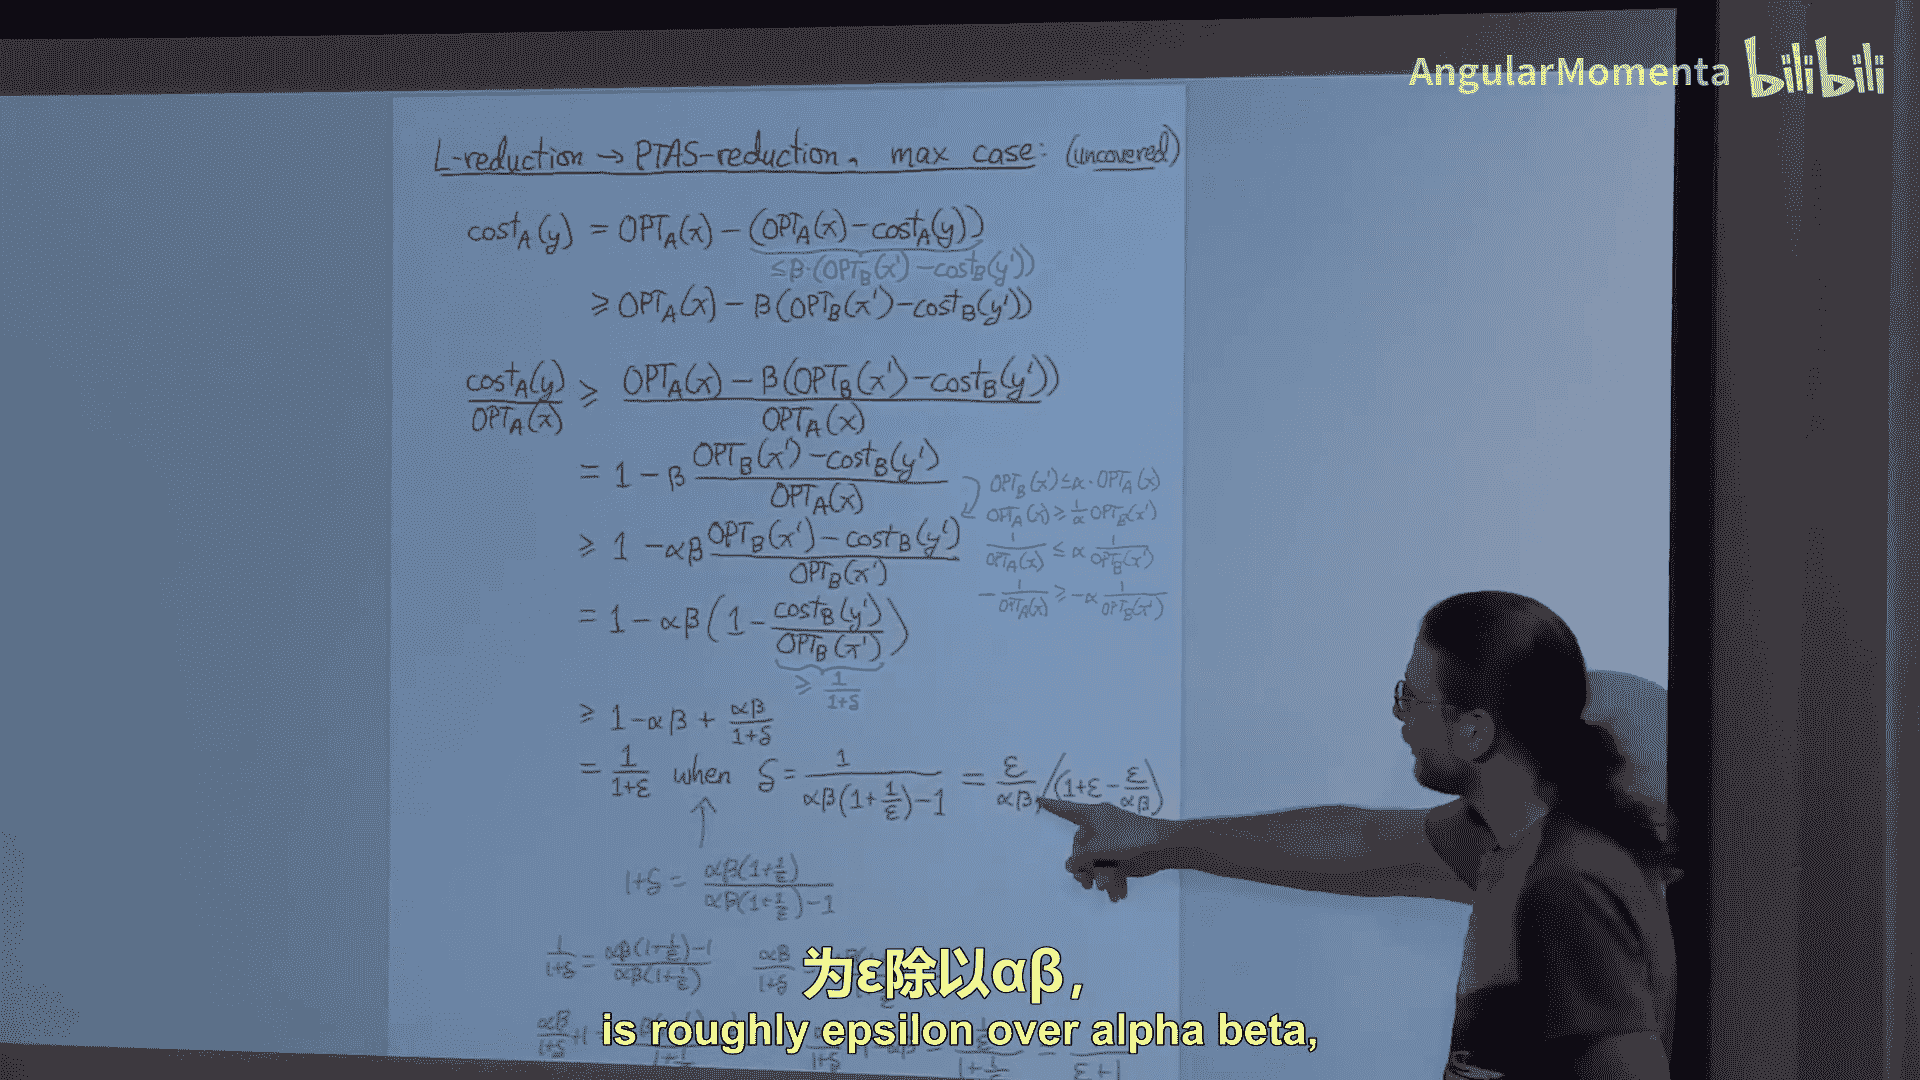 AngularMomenta bilibili
L-reduction → PTAS-reduction, max case: (uncovered)
cost_A(y) = OPT_A(x) − (OPT_A(x) − cost_A(y))
≤ β·(OPT_B(x') − cost_B(y'))
≥ OPT_A(x) − β(OPT_B(x') − cost_B(y'))
cost_A(y)/OPT_A(x) ≥ (OPT_A(x) − β(OPT_B(x') − cost_B(y')))/OPT_A(x)
= 1 − β (OPT_B(x') − cost_B(y'))/OPT_A(x)
OPT_B(x') ≤ α·OPT_A(x)
OPT_A(x) ≥ 1/α OPT_B(x')
≥ 1 − αβ (OPT_B(x') − cost_B(y'))/OPT_B(x')
1/OPT_A(x) ≤ α 1/OPT_B(x')
−1/OPT_A(x) ≥ −α 1/OPT_B(x')
= 1 − αβ(1 − cost_B(y')/OPT_B(x'))
≥ 1/(1+δ)
≥ 1 − αβ + αβ/(1+δ)
= 1/(1+ε) when δ = 1/(αβ(1+1/ε)−1) = ε/αβ/(1+ε−ε/αβ)
↑
1+δ = αβ(1+1/ε)/(αβ(1+1/ε)−1)
1/(1+δ) = (αβ(1+1/ε)−1)/(αβ(1+1/ε)) αβ/(1+δ)
为ε除以αβ,
is roughly epsilon over alpha beta,